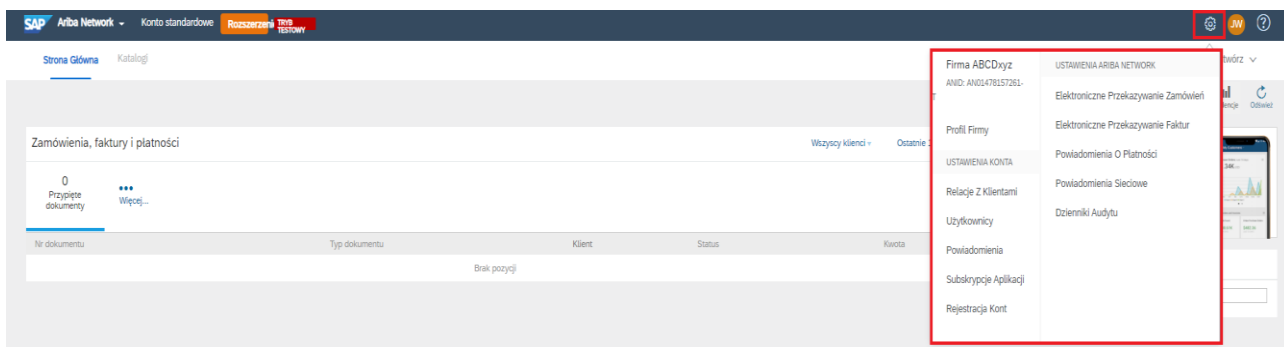 SAP Ariba Network Konto standardowe Rozszerzeni TRYB TESTOWY
JW
Strona Główna Katalogi
twórz
Odśwież
Zamówienia, faktury i płatności Wszyscy klienci Ostatnie
0
Przypięte dokumenty
Więcej...
Nr dokumentu Typ dokumentu Klient Status Kwota
Brak pozycji
Firma ABCDxyz
ANID: AN01478157261-
Profil Firmy
USTAWIENIA KONTA
Relacje Z Klientami
Użytkownicy
Powiadomienia
Subskrypcje Aplikacji
Rejestracja Kont
USTAWIENIA ARIBA NETWORK
Elektroniczne Przekazywanie Zamówień
Elektroniczne Przekazywanie Faktur
Powiadomienia O Płatności
Powiadomienia Sieciowe
Dzienniki Audytu